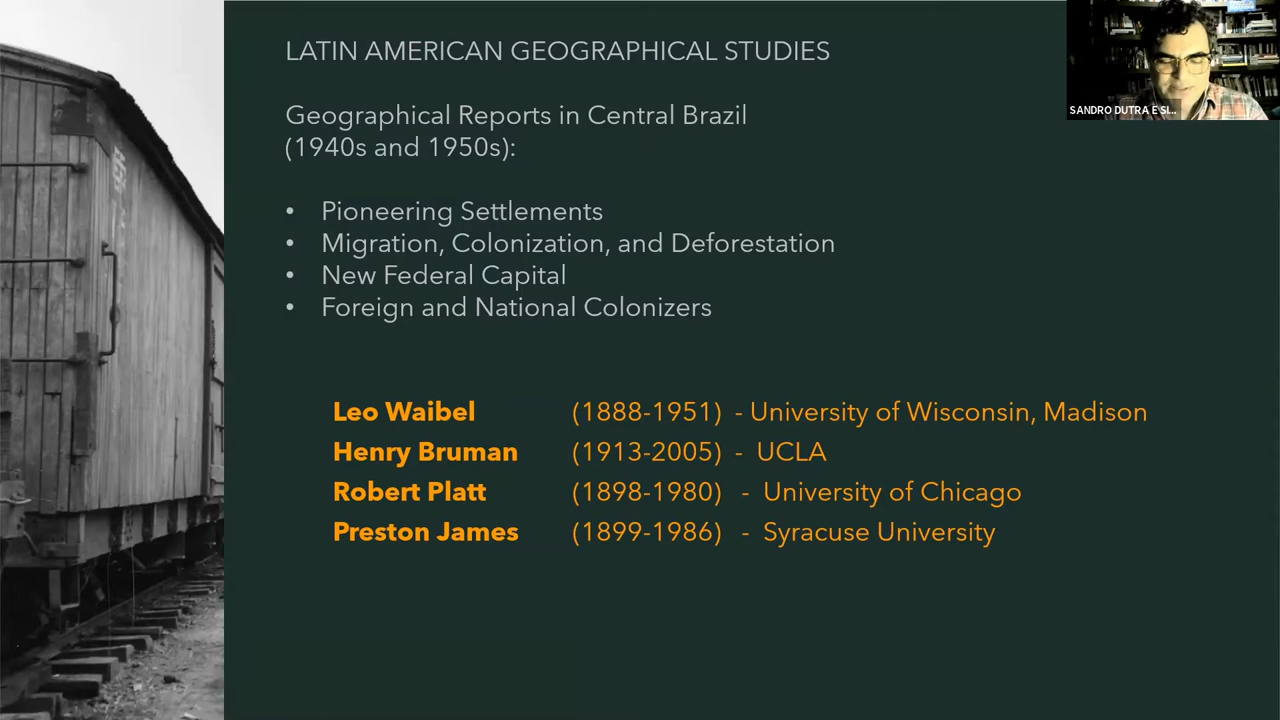 LATIN AMERICAN GEOGRAPHICAL STUDIES
Geographical Reports in Central Brazil
(1940s and 1950s):
• Pioneering Settlements
• Migration, Colonization, and Deforestation
• New Federal Capital
• Foreign and National Colonizers
Leo Waibel (1888-1951) - University of Wisconsin, Madison
Henry Bruman (1913-2005) - UCLA
Robert Platt (1898-1980) - University of Chicago
Preston James (1899-1986) - Syracuse University
SANDRO DUTRA E SI...